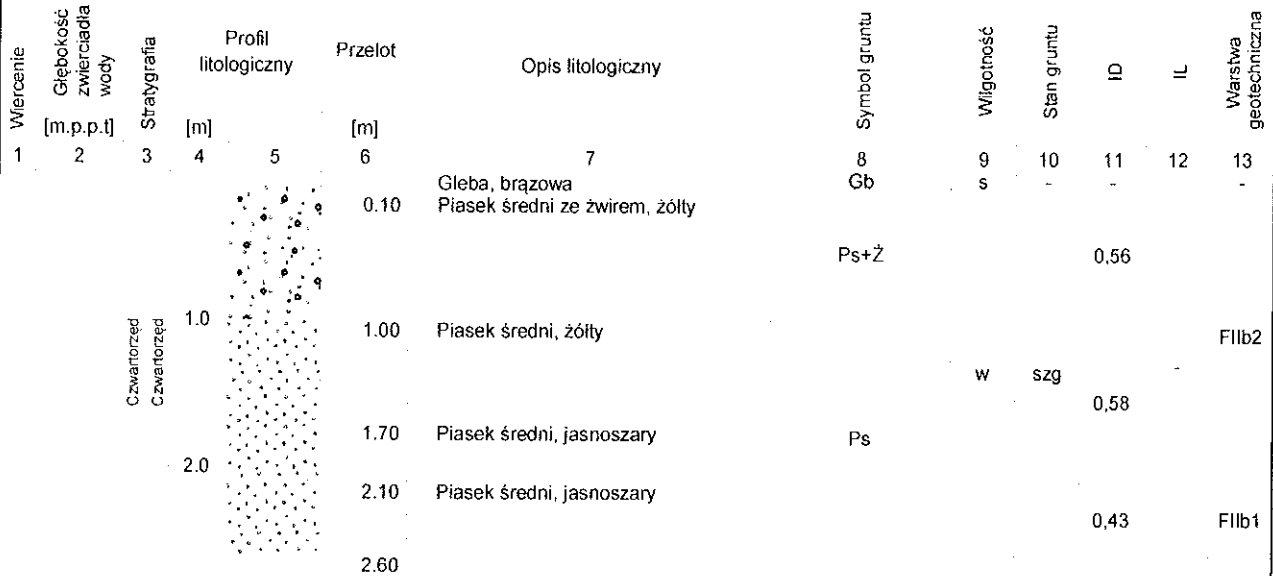 Wiercenie
Głębokość
zwierciadła
wody
[m.p.p.t]
Stratygrafia
Profil
litologiczny
[m]
Przelot
[m]
Opis litologiczny
Symbol gruntu
Wilgotność
Stan gruntu
ID
IL
Warstwa
geotechniczna
1 2 3 4 5 6 7 8 9 10 11 12 13
Gleba, brązowa Gb s - - -
0.10 Piasek średni ze żwirem, żółty
Ps+Ż 0,56
1.0 1.00 Piasek średni, żółty
FIIb2
Czwartorzęd
Czwartorzęd
w szg -
0,58
1.70 Piasek średni, jasnoszary Ps
2.0
2.10 Piasek średni, jasnoszary
0,43 FIIb1
2.60